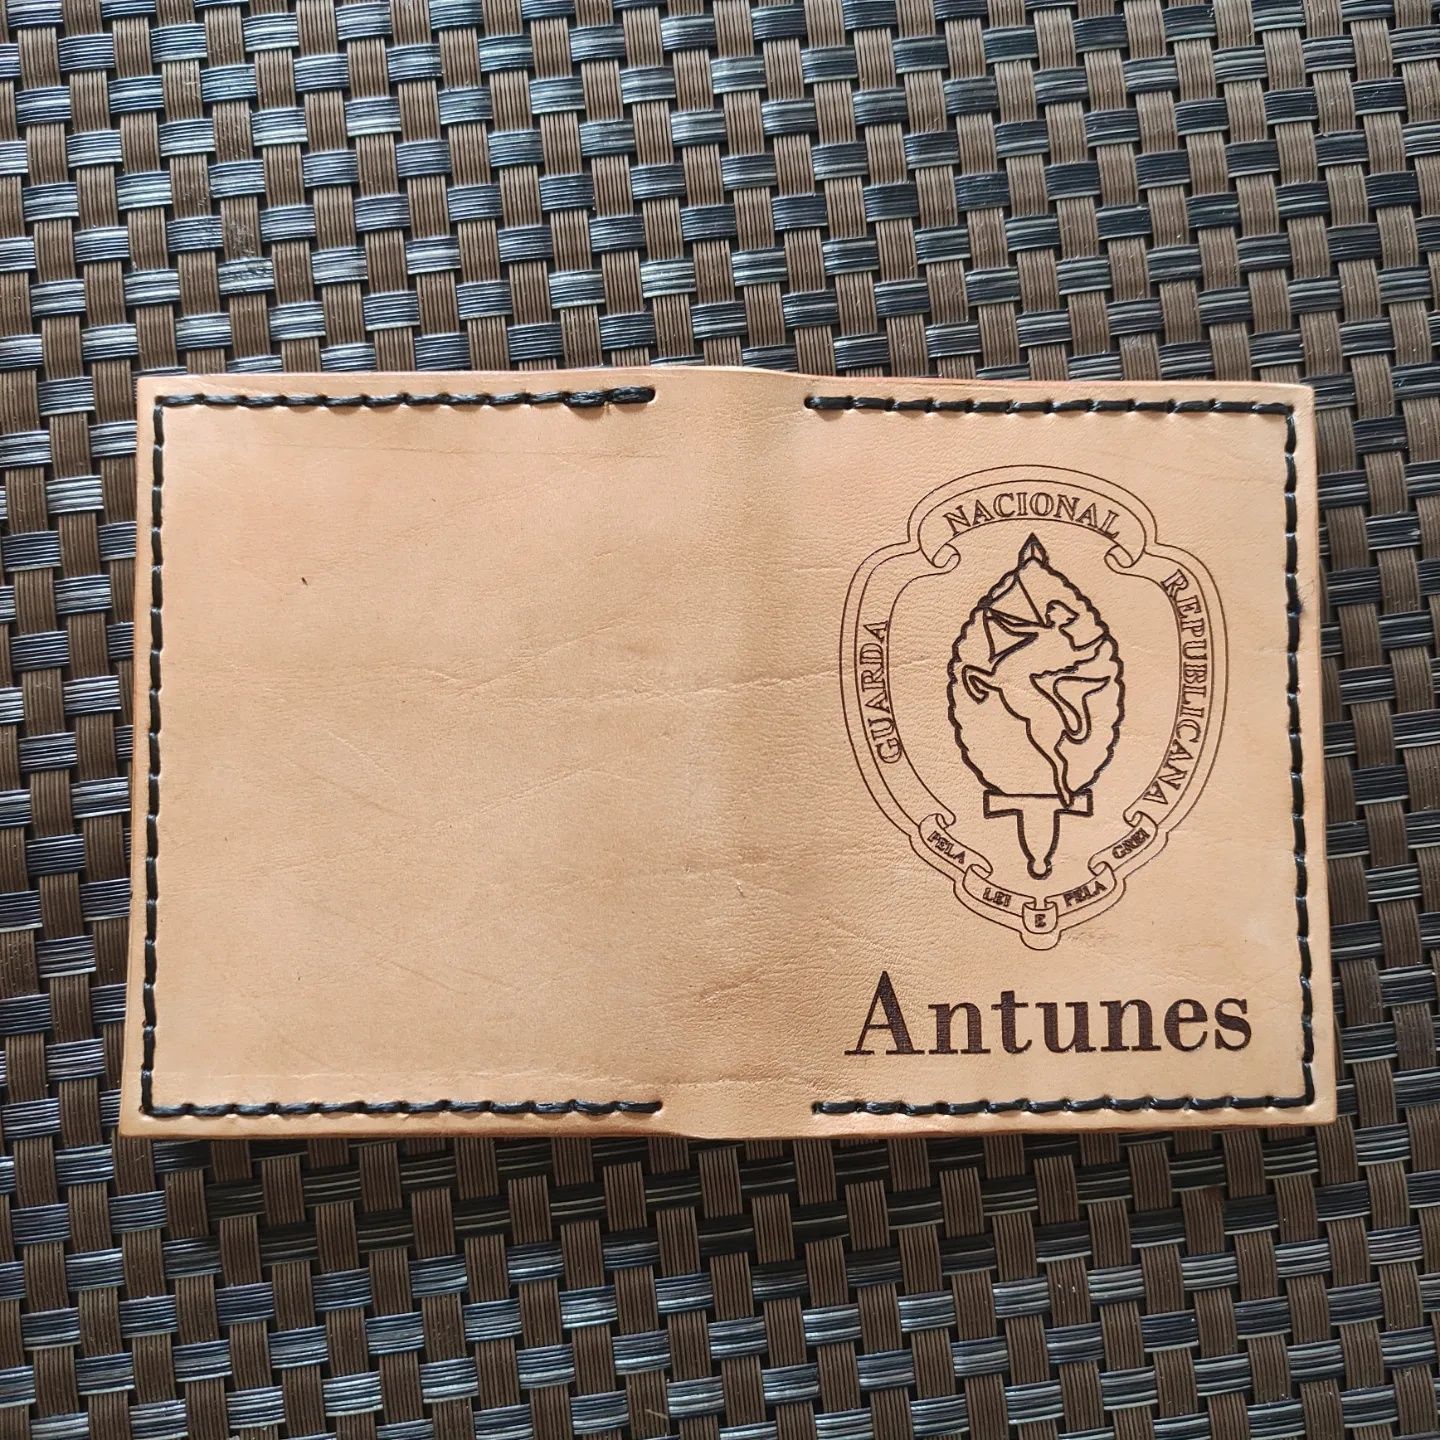 GUARDA
NACIONAL
REPUBLICANA
PELA
LEI
E
PELA
GREI
Antunes